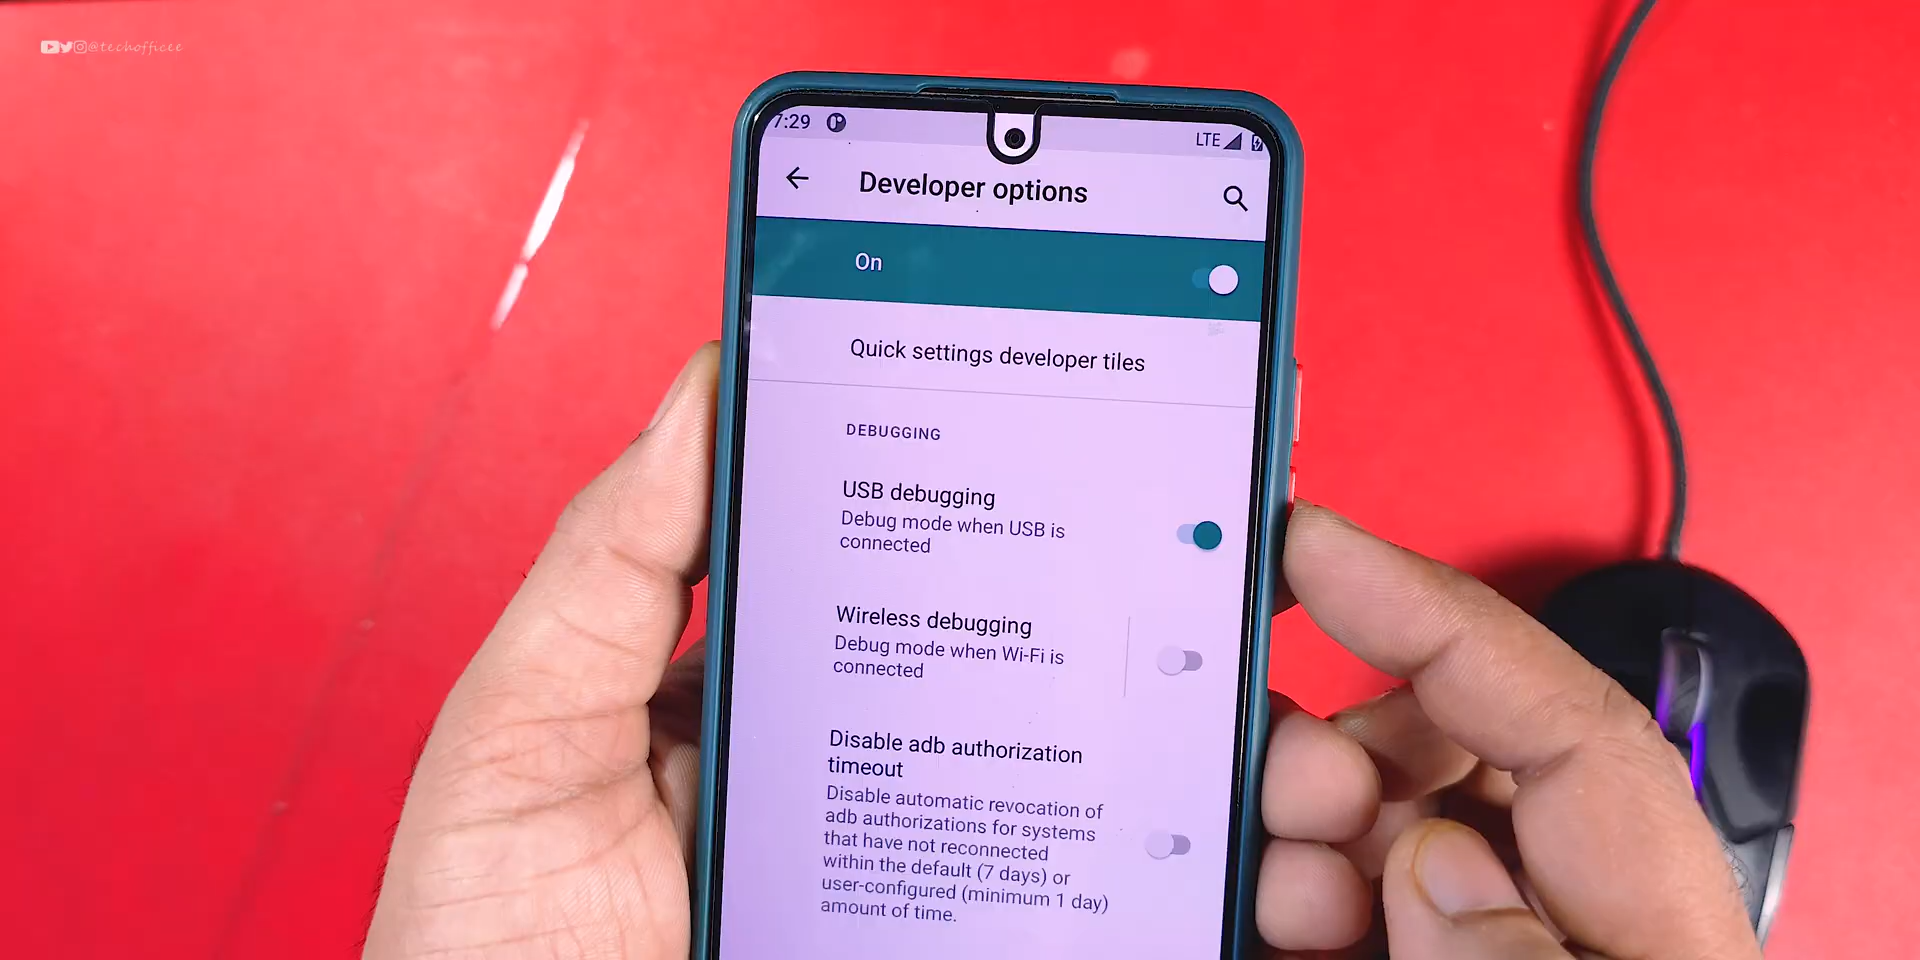 @techofficee
7:29
LTE
Developer options
On
Quick settings developer tiles
DEBUGGING
USB debugging
Debug mode when USB is
connected
Wireless debugging
Debug mode when Wi-Fi is
connected
Disable adb authorization
timeout
Disable automatic revocation of
adb authorizations for systems
that have not reconnected
within the default (7 days) or
user-configured (minimum 1 day)
amount of time.